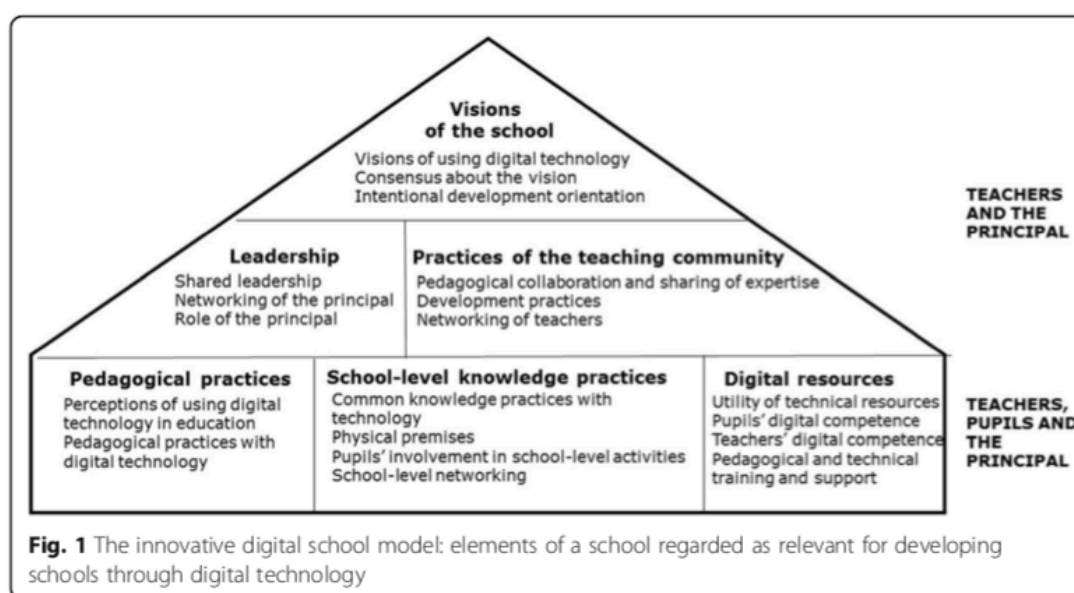 Visions
of the school
Visions of using digital technology
Consensus about the vision
Intentional development orientation
TEACHERS
AND THE
PRINCIPAL
Leadership
Shared leadership
Networking of the principal
Role of the principal
Practices of the teaching community
Pedagogical collaboration and sharing of expertise
Development practices
Networking of teachers
Pedagogical practices
Perceptions of using digital
technology in education
Pedagogical practices with
digital technology
School-level knowledge practices
Common knowledge practices with
technology
Physical premises
Pupils' involvement in school-level activities
School-level networking
Digital resources
Utility of technical resources
Pupils' digital competence
Teachers' digital competence
Pedagogical and technical
training and support
TEACHERS,
PUPILS AND
THE
PRINCIPAL
Fig. 1 The innovative digital school model: elements of a school regarded as relevant for developing
schools through digital technology